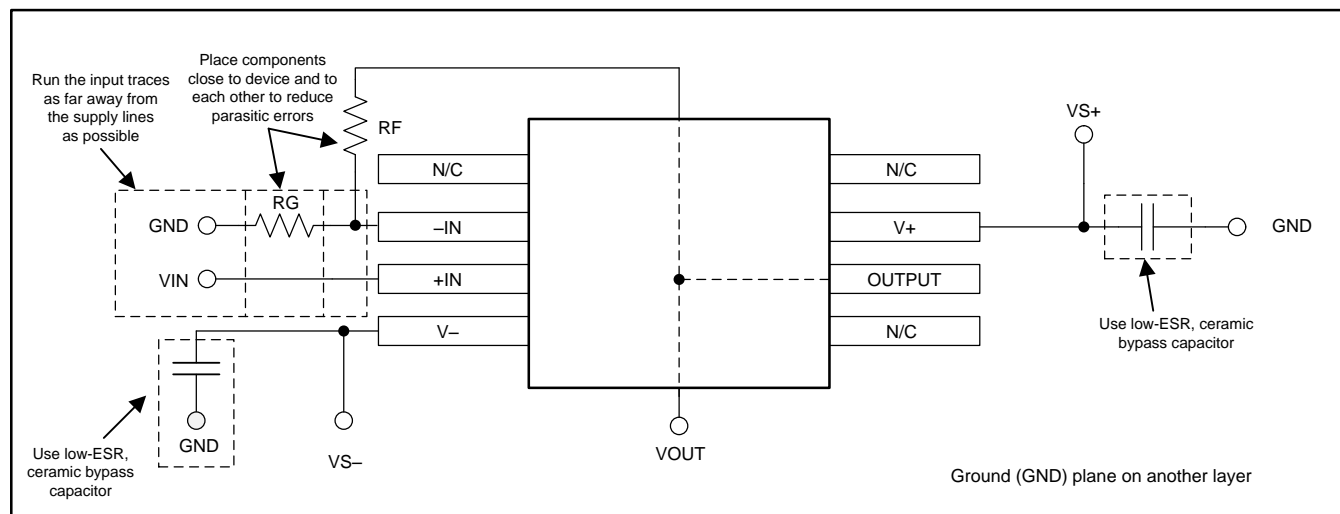 Place components
close to device and to
each other to reduce
parasitic errors
Run the input traces
as far away from
the supply lines
as possible
VS+
RF
N/C
N/C
RG
GND
–IN
V+
GND
VIN
+IN
OUTPUT
V–
N/C
Use low-ESR, ceramic
bypass capacitor
GND
Use low-ESR,
ceramic bypass
capacitor
VS–
VOUT
Ground (GND) plane on another layer